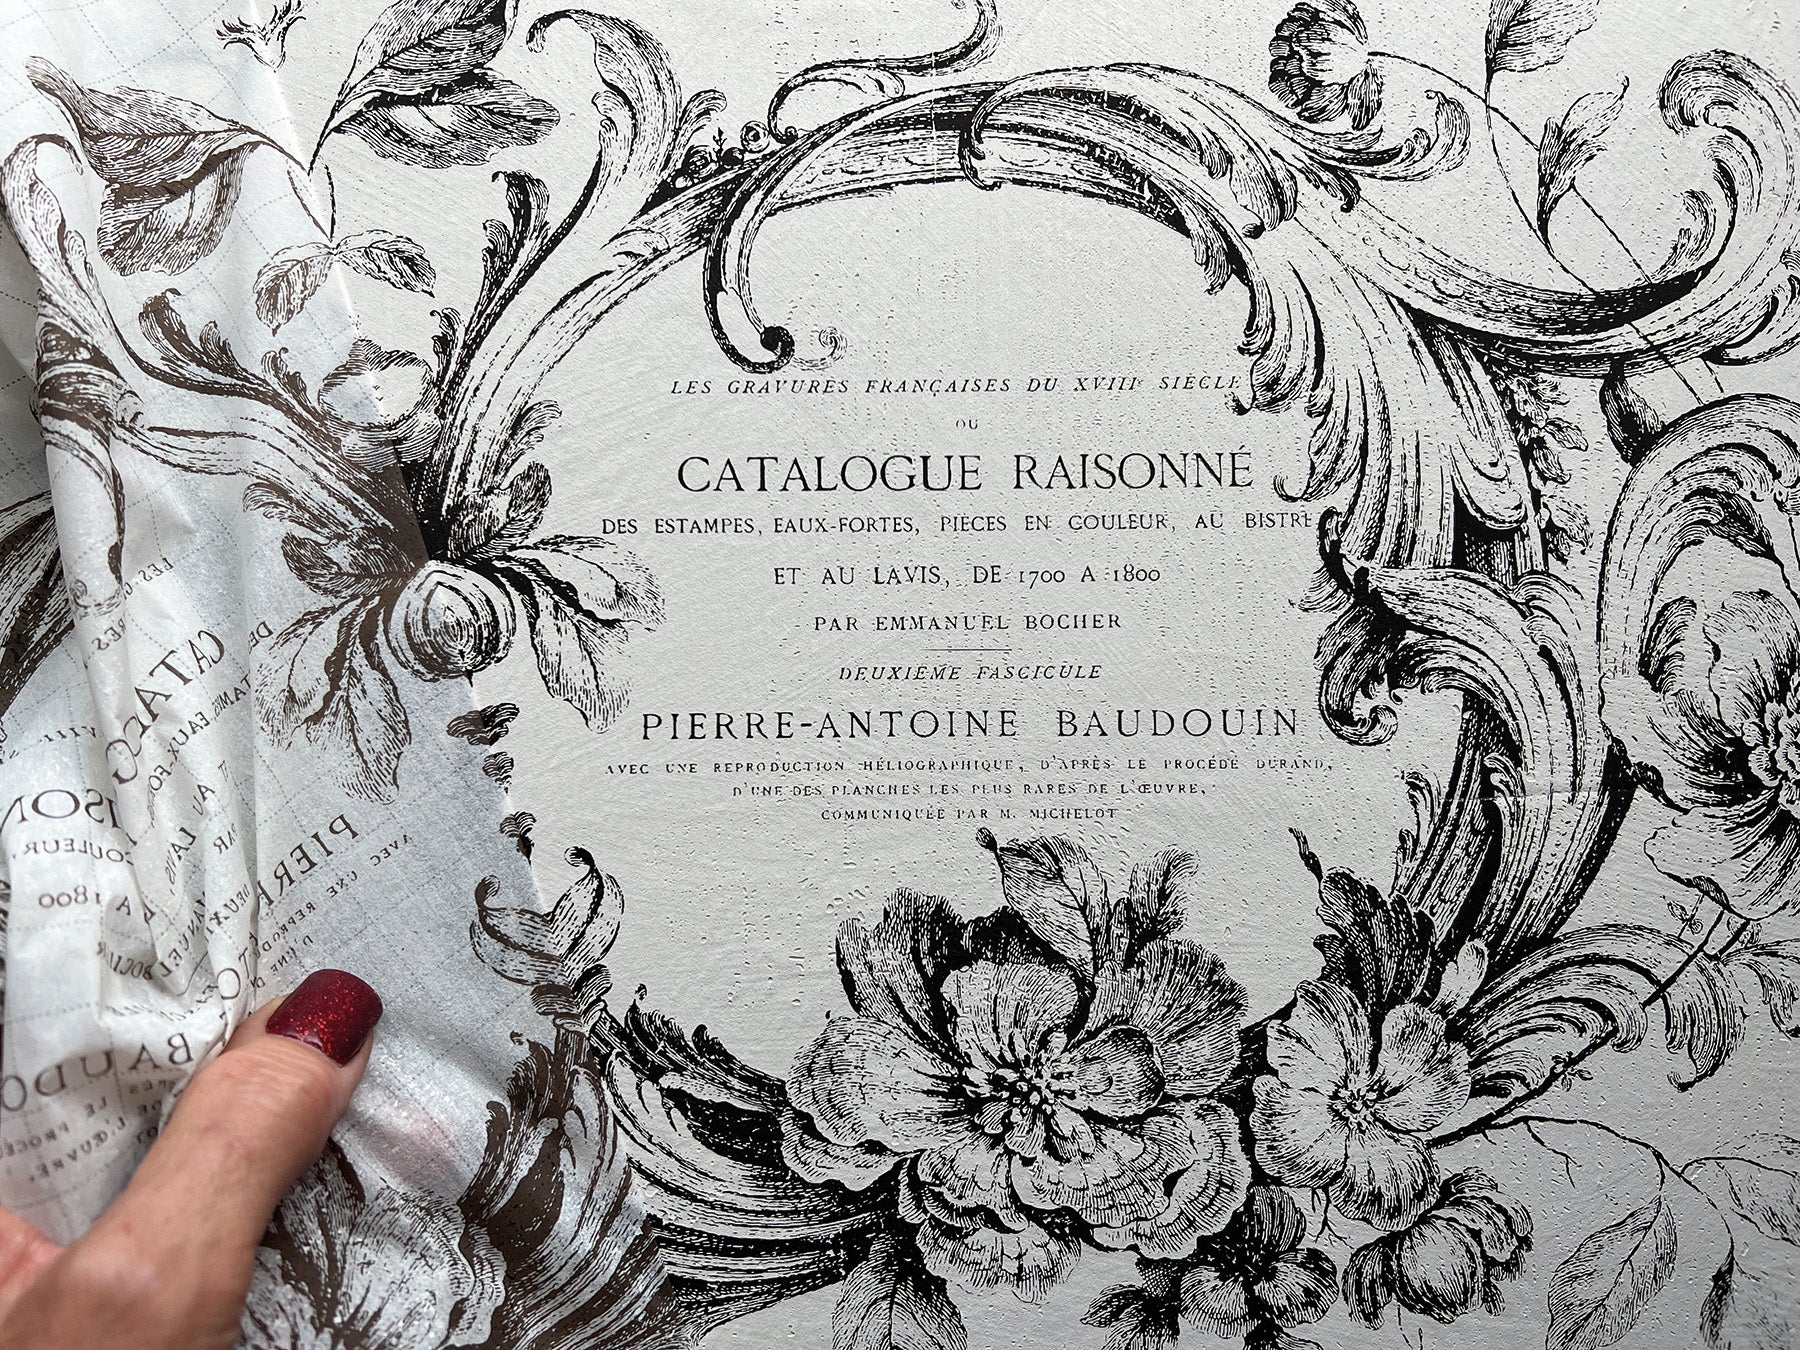 LES GRAVURES FRANÇAISES DU XVIIIᵉ SIÈCLE
OU
CATALOGUE RAISONNÉ
DES ESTAMPES, EAUX-FORTES, PIÈCES EN COULEUR, AU BISTRE
ET AU LAVIS, DE 1700 A 1800
PAR EMMANUEL BOCHER
DEUXIÈME FASCICULE
PIERRE-ANTOINE BAUDOUIN
AVEC UNE REPRODUCTION HÉLIOGRAPHIQUE, D'APRÈS LE PROCÉDÉ DURAND,
D'UNE DES PLANCHES LES PLUS RARES DE L'ŒUVRE,
COMMUNIQUÉE PAR M. MICHELOT